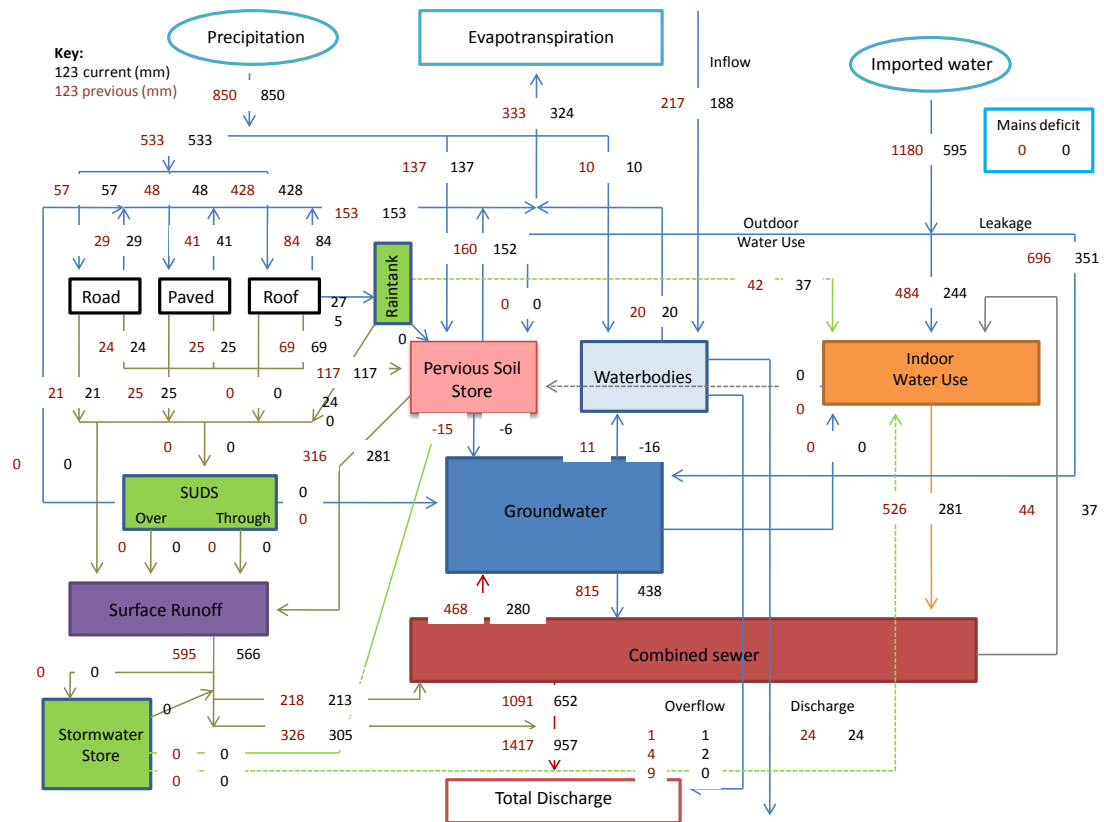 Precipitation
Evapotranspiration
Inflow
Imported water
Key:
123 current (mm)
123 previous (mm)
850 850
333 324
217 188
1180 595
Mains deficit
0 0
533 533
137 137
10 10
57 57 48 48 428 428
153 153
Outdoor
Water Use
Leakage
29 29 41 41 84 84
160 152
696 351
Road
Paved
Roof
Raintank
27
5
42 37
484 244
0 0
20 20
0
24 24 25 25 69 69
117 117
Pervious Soil
Store
Waterbodies
Indoor
Water Use
0
0
21 21 25 25 0 0
24
0
-15 -6
11 -16
0 0
0 0
0 0
316 281
SUDS
Over Through
0
0
Groundwater
526 281
44 37
0 0 0 0
Surface Runoff
468 280
815 438
595 566
Combined sewer
0 0
218 213
1091 652
Overflow
Discharge
0
Stormwater
Store
326 305
1417 957
1 1
4 2
9 0
24 24
0 0
0 0
Total Discharge